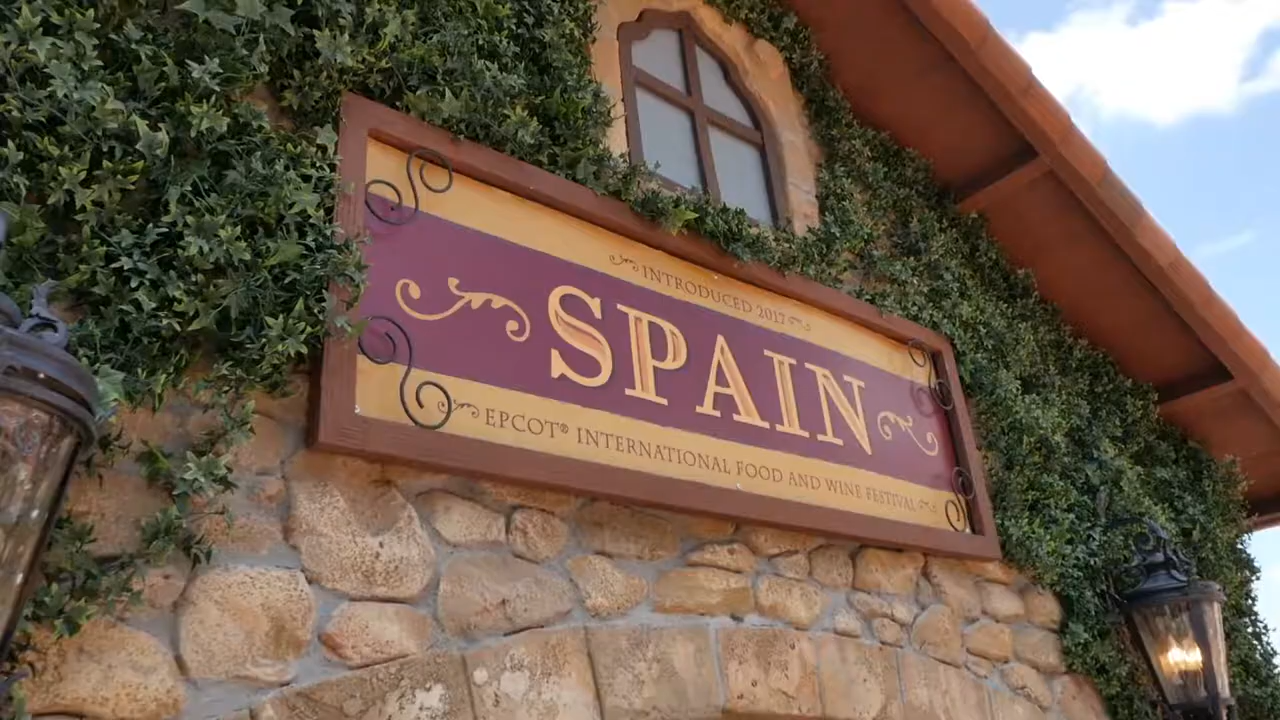 INTRODUCED 2017
SPAIN
EPCOT® INTERNATIONAL FOOD AND WINE FESTIVAL